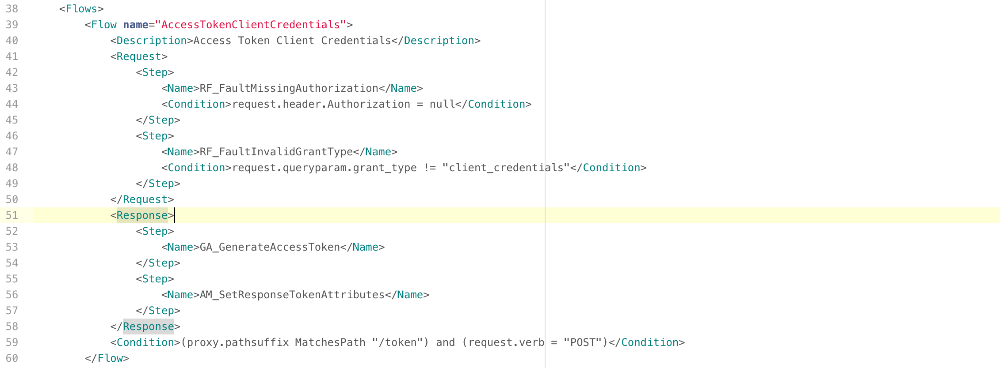 38 <Flows>
39 <Flow name="AccessTokenClientCredentials">
40 <Description>Access Token Client Credentials</Description>
41 <Request>
42 <Step>
43 <Name>RF_FaultMissingAuthorization</Name>
44 <Condition>request.header.Authorization = null</Condition>
45 </Step>
46 <Step>
47 <Name>RF_FaultInvalidGrantType</Name>
48 <Condition>request.queryparam.grant_type != "client_credentials"</Condition>
49 </Step>
50 </Request>
51 <Response>
52 <Step>
53 <Name>GA_GenerateAccessToken</Name>
54 </Step>
55 <Step>
56 <Name>AM_SetResponseTokenAttributes</Name>
57 </Step>
58 </Response>
59 <Condition>(proxy.pathsuffix MatchesPath "/token") and (request.verb = "POST")</Condition>
60 </Flow>